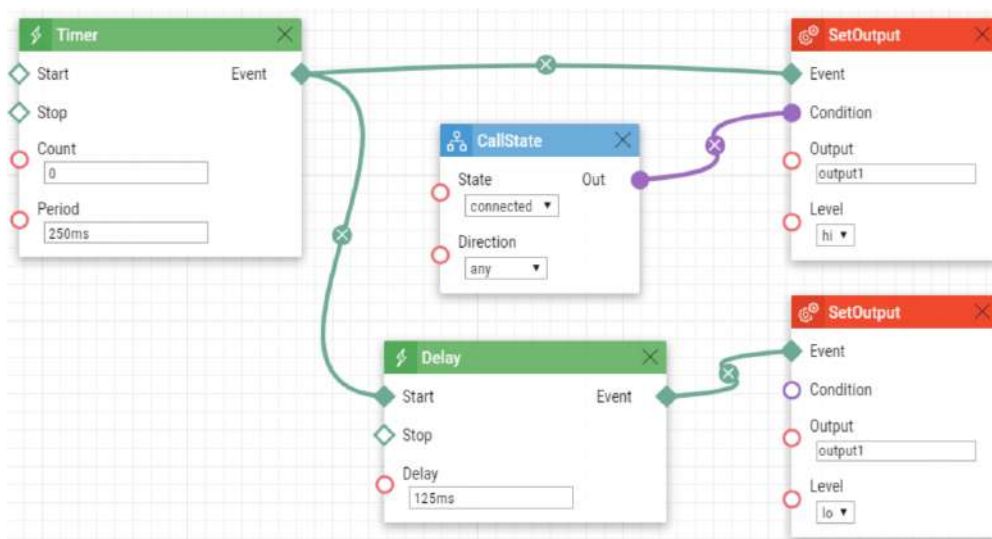 Timer
Start
Event
Stop
Count
0
Period
250ms
CallState
State
Out
connected
Direction
any
SetOutput
Event
Condition
Output
output1
Level
hi
Delay
Start
Event
Stop
Delay
125ms
SetOutput
Event
Condition
Output
output1
Level
lo